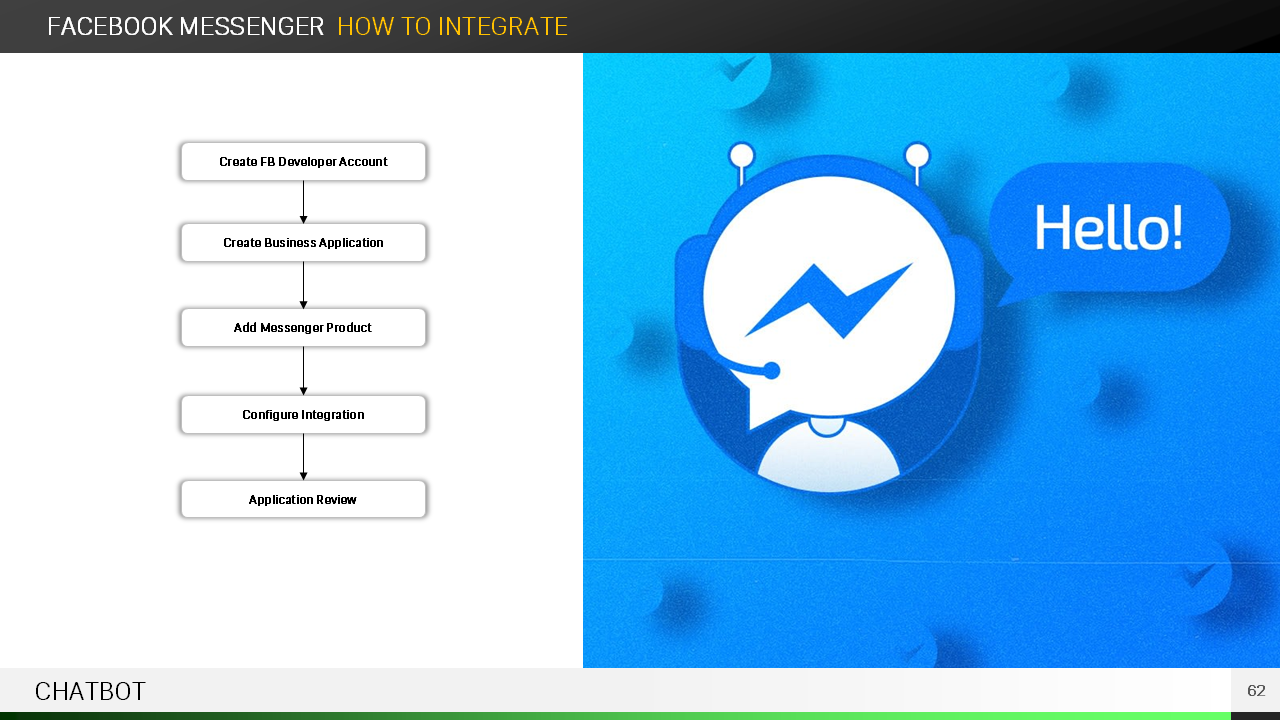 FACEBOOK MESSENGER HOW TO INTEGRATE
Create FB Developer Account
Create Business Application
Add Messenger Product
Configure Integration
Application Review
Hello!
CHATBOT
62